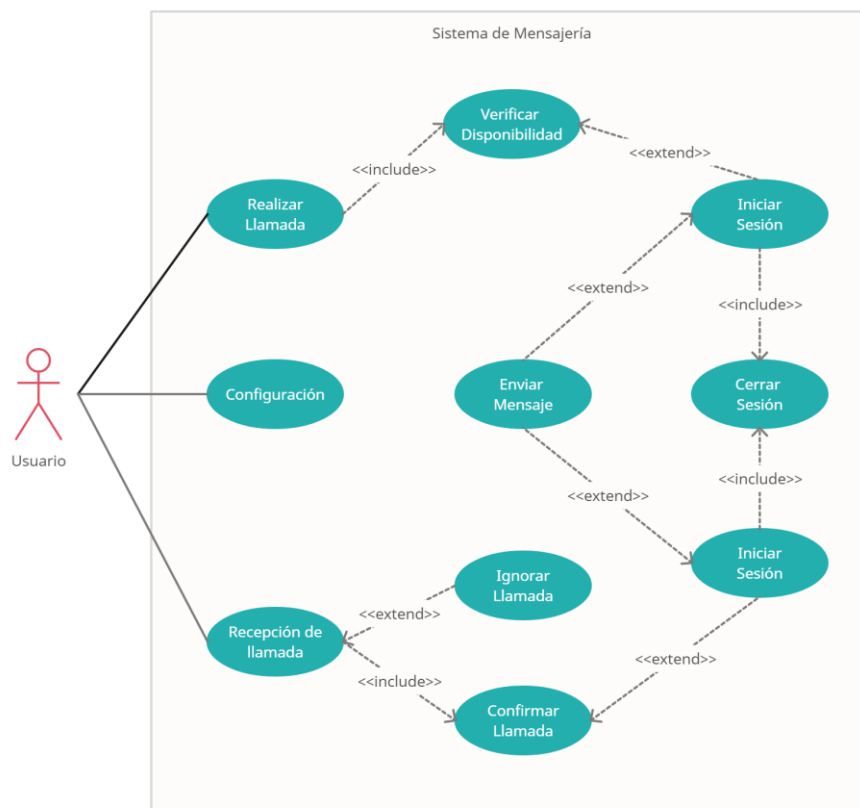 Sistema de Mensajería
Verificar
Disponibilidad
<<extend>>
<<include>>
Realizar
Llamada
Iniciar
Sesión
<<extend>>
<<include>>
Configuración
Enviar
Mensaje
Cerrar
Sesión
Usuario
<<include>>
<<extend>>
Iniciar
Sesión
Ignorar
Llamada
<<extend>>
Recepción de
llamada
<<extend>>
<<include>>
Confirmar
Llamada